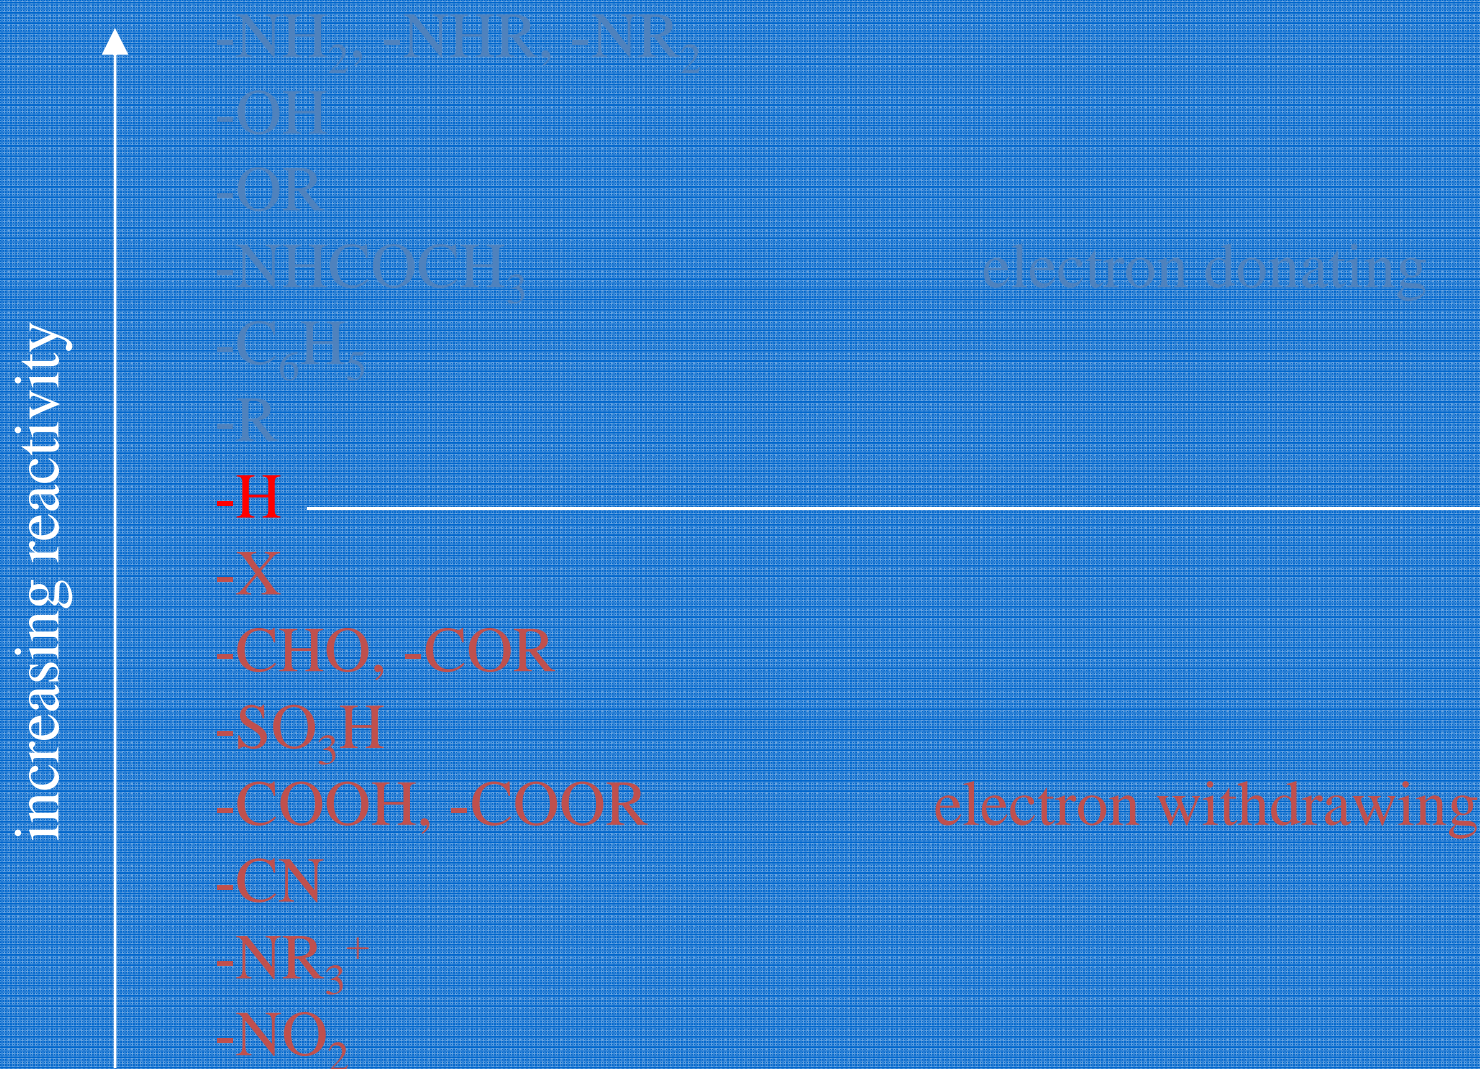 -NH₂, -NHR, -NR₂
-OH
-OR
-NHCOCH₃ electron donating
-C₆H₅
-R
-H
-X
-CHO, -COR
-SO₃H
-COOH, -COOR electron withdrawing
-CN
-NR₃⁺
-NO₂
increasing reactivity